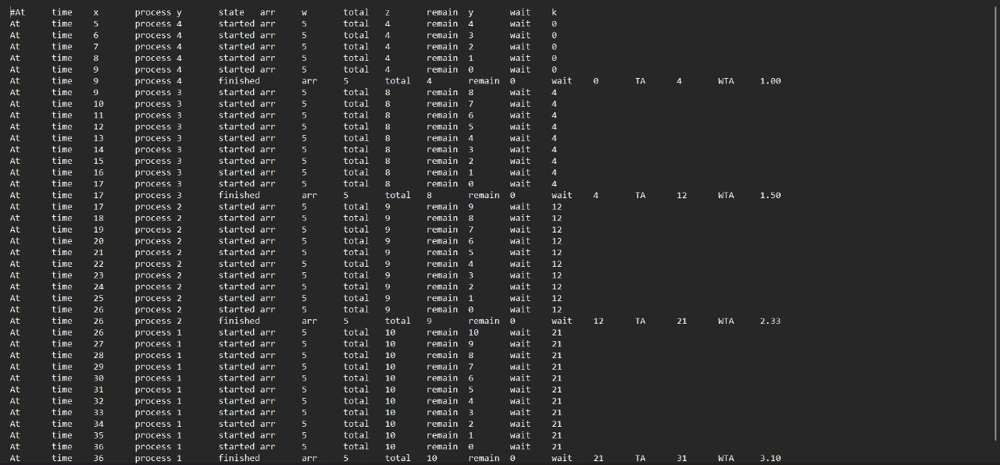 #At time x process y state arr w total z remain y wait k
At time 5 process 4 started arr 5 total 4 remain 4 wait 0
At time 6 process 4 started arr 5 total 4 remain 3 wait 0
At time 7 process 4 started arr 5 total 4 remain 2 wait 0
At time 8 process 4 started arr 5 total 4 remain 1 wait 0
At time 9 process 4 started arr 5 total 4 remain 0 wait 0
At time 9 process 4 finished arr 5 total 4 remain 0 wait 0 TA 4 WTA 1.00
At time 9 process 3 started arr 5 total 8 remain 8 wait 4
At time 10 process 3 started arr 5 total 8 remain 7 wait 4
At time 11 process 3 started arr 5 total 8 remain 6 wait 4
At time 12 process 3 started arr 5 total 8 remain 5 wait 4
At time 13 process 3 started arr 5 total 8 remain 4 wait 4
At time 14 process 3 started arr 5 total 8 remain 3 wait 4
At time 15 process 3 started arr 5 total 8 remain 2 wait 4
At time 16 process 3 started arr 5 total 8 remain 1 wait 4
At time 17 process 3 started arr 5 total 8 remain 0 wait 4
At time 17 process 3 finished arr 5 total 8 remain 0 wait 4 TA 12 WTA 1.50
At time 17 process 2 started arr 5 total 9 remain 9 wait 12
At time 18 process 2 started arr 5 total 9 remain 8 wait 12
At time 19 process 2 started arr 5 total 9 remain 7 wait 12
At time 20 process 2 started arr 5 total 9 remain 6 wait 12
At time 21 process 2 started arr 5 total 9 remain 5 wait 12
At time 22 process 2 started arr 5 total 9 remain 4 wait 12
At time 23 process 2 started arr 5 total 9 remain 3 wait 12
At time 24 process 2 started arr 5 total 9 remain 2 wait 12
At time 25 process 2 started arr 5 total 9 remain 1 wait 12
At time 26 process 2 started arr 5 total 9 remain 0 wait 12
At time 26 process 2 finished arr 5 total 9 remain 0 wait 12 TA 21 WTA 2.33
At time 26 process 1 started arr 5 total 10 remain 10 wait 21
At time 27 process 1 started arr 5 total 10 remain 9 wait 21
At time 28 process 1 started arr 5 total 10 remain 8 wait 21
At time 29 process 1 started arr 5 total 10 remain 7 wait 21
At time 30 process 1 started arr 5 total 10 remain 6 wait 21
At time 31 process 1 started arr 5 total 10 remain 5 wait 21
At time 32 process 1 started arr 5 total 10 remain 4 wait 21
At time 33 process 1 started arr 5 total 10 remain 3 wait 21
At time 34 process 1 started arr 5 total 10 remain 2 wait 21
At time 35 process 1 started arr 5 total 10 remain 1 wait 21
At time 36 process 1 started arr 5 total 10 remain 0 wait 21
At time 36 process 1 finished arr 5 total 10 remain 0 wait 21 TA 31 WTA 3.10